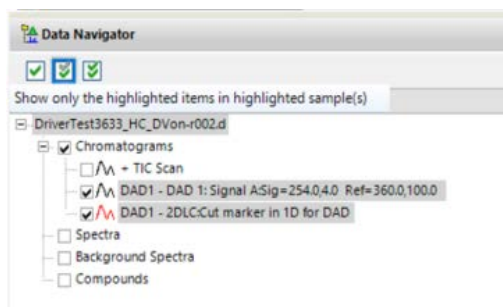 Data Navigator
Show only the highlighted items in highlighted sample(s)
DriverTest3633_HC_DVon-r002.d
Chromatograms
+ TIC Scan
DAD1 - DAD 1: Signal A:Sig=254.0,4.0 Ref=360.0,100.0
DAD1 - 2DLC:Cut marker in 1D for DAD
Spectra
Background Spectra
Compounds